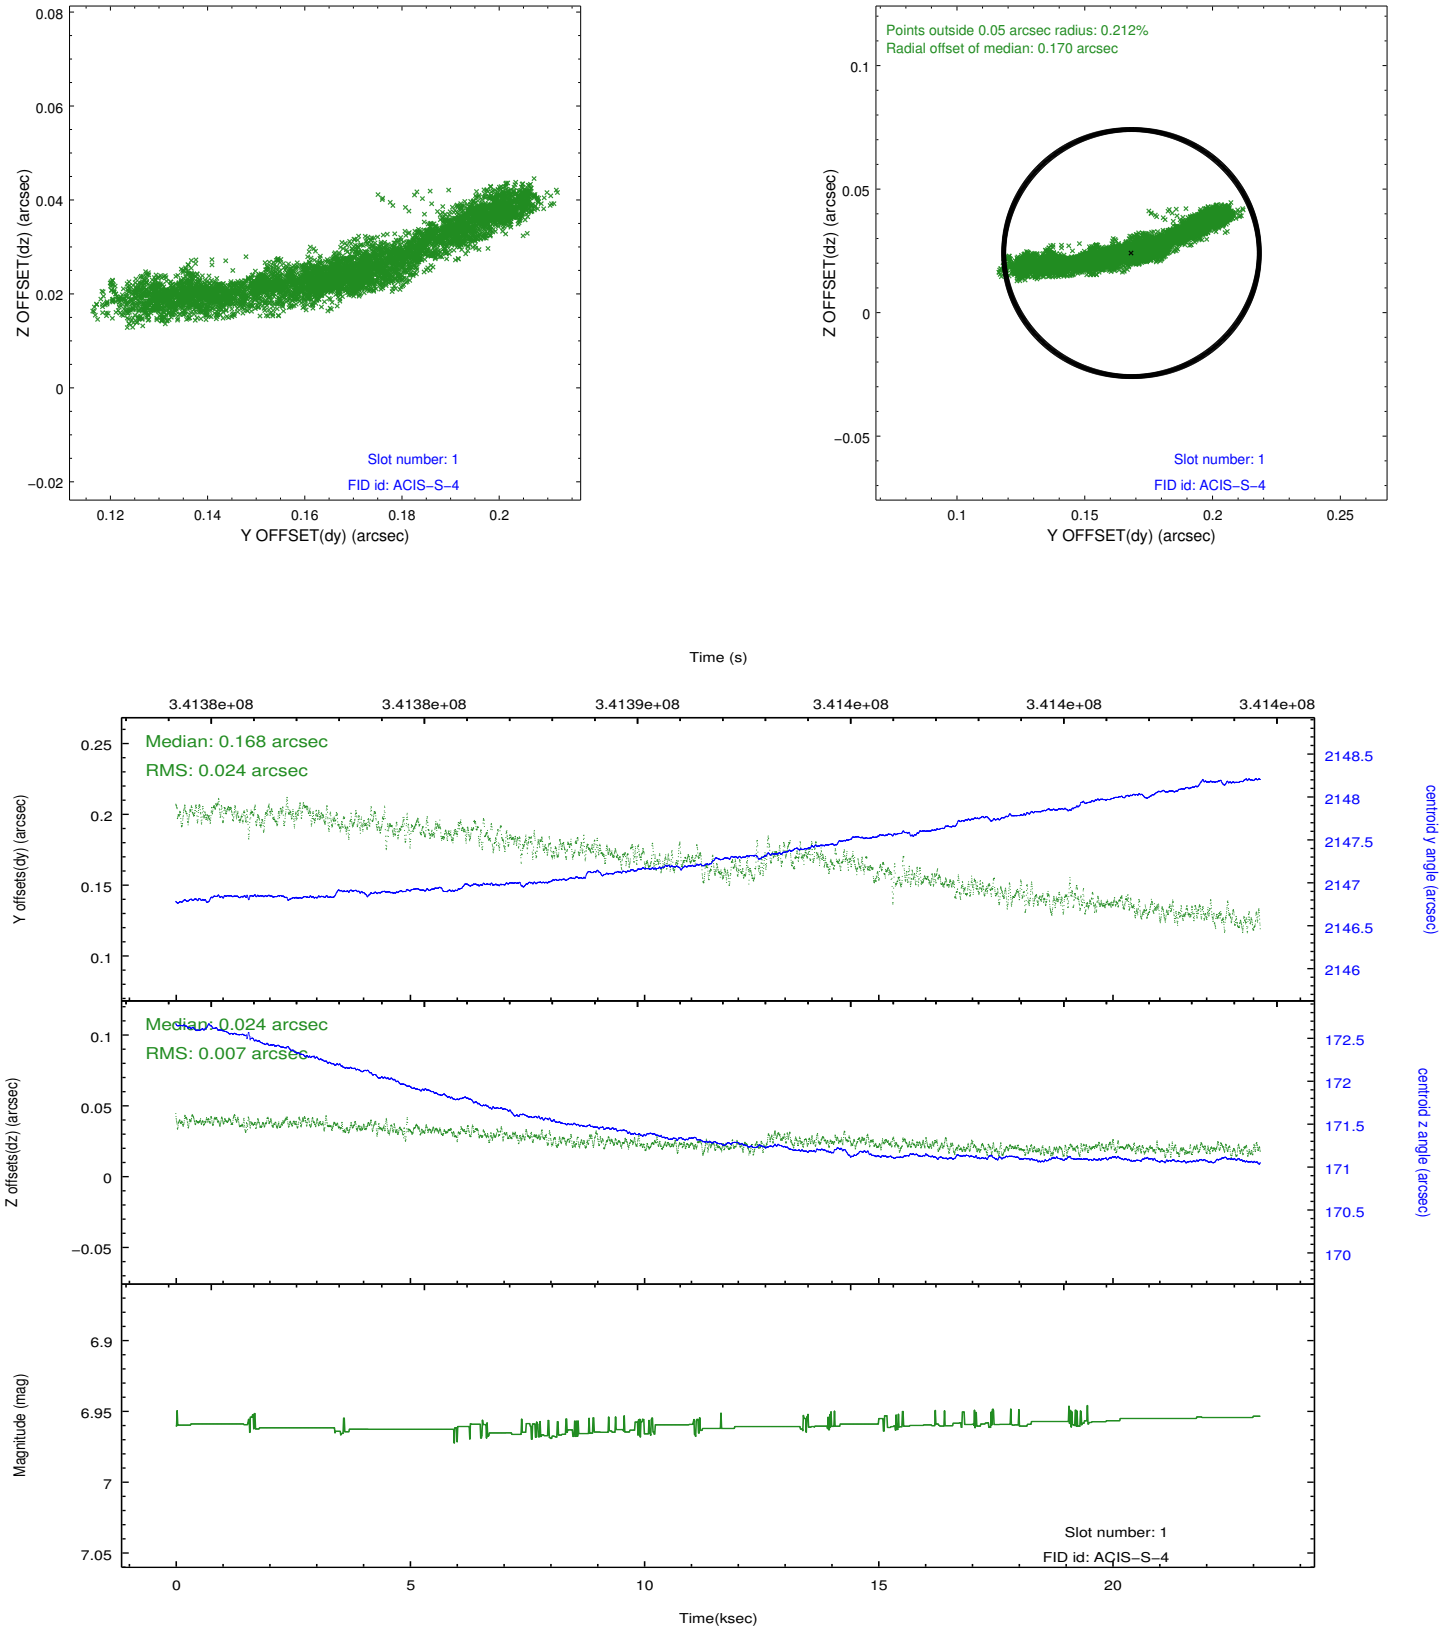 0.08
0.06
0.04
0.02
0
−0.02
Z OFFSET(dz) (arcsec)
0.12 0.14 0.16 0.18 0.2
Y OFFSET(dy) (arcsec)
Slot number: 1
FID id: ACIS−S−4
Points outside 0.05 arcsec radius: 0.212%
Radial offset of median: 0.170 arcsec
0.1
0.05
0
−0.05
Z OFFSET(dz) (arcsec)
0.1 0.15 0.2 0.25
Y OFFSET(dy) (arcsec)
Slot number: 1
FID id: ACIS−S−4
Time (s)
3.4138e+08 3.4138e+08 3.4139e+08 3.414e+08 3.414e+08 3.414e+08
Median: 0.168 arcsec
RMS: 0.024 arcsec
0.25
0.2
0.15
0.1
Y offsets(dy) (arcsec)
2148.5
2148
2147.5
2147
2146.5
2146
centroid y angle (arcsec)
Median: 0.024 arcsec
RMS: 0.007 arcsec
0.1
0.05
0
−0.05
Z offsets(dz) (arcsec)
172.5
172
171.5
171
170.5
170
centroid z angle (arcsec)
6.9
6.95
7
7.05
Magnitude (mag)
Slot number: 1
FID id: ACIS−S−4
0 5 10 15 20
Time(ksec)